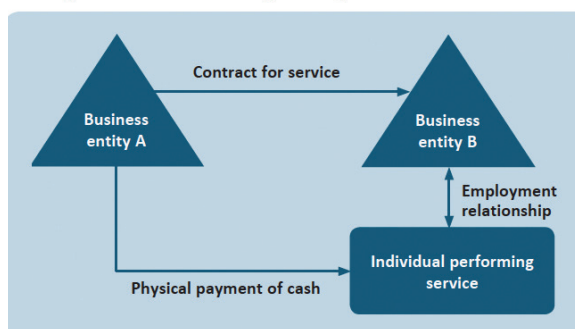 Contract for service
Business
entity A
Business
entity B
Employment
relationship
Individual performing
service
Physical payment of cash